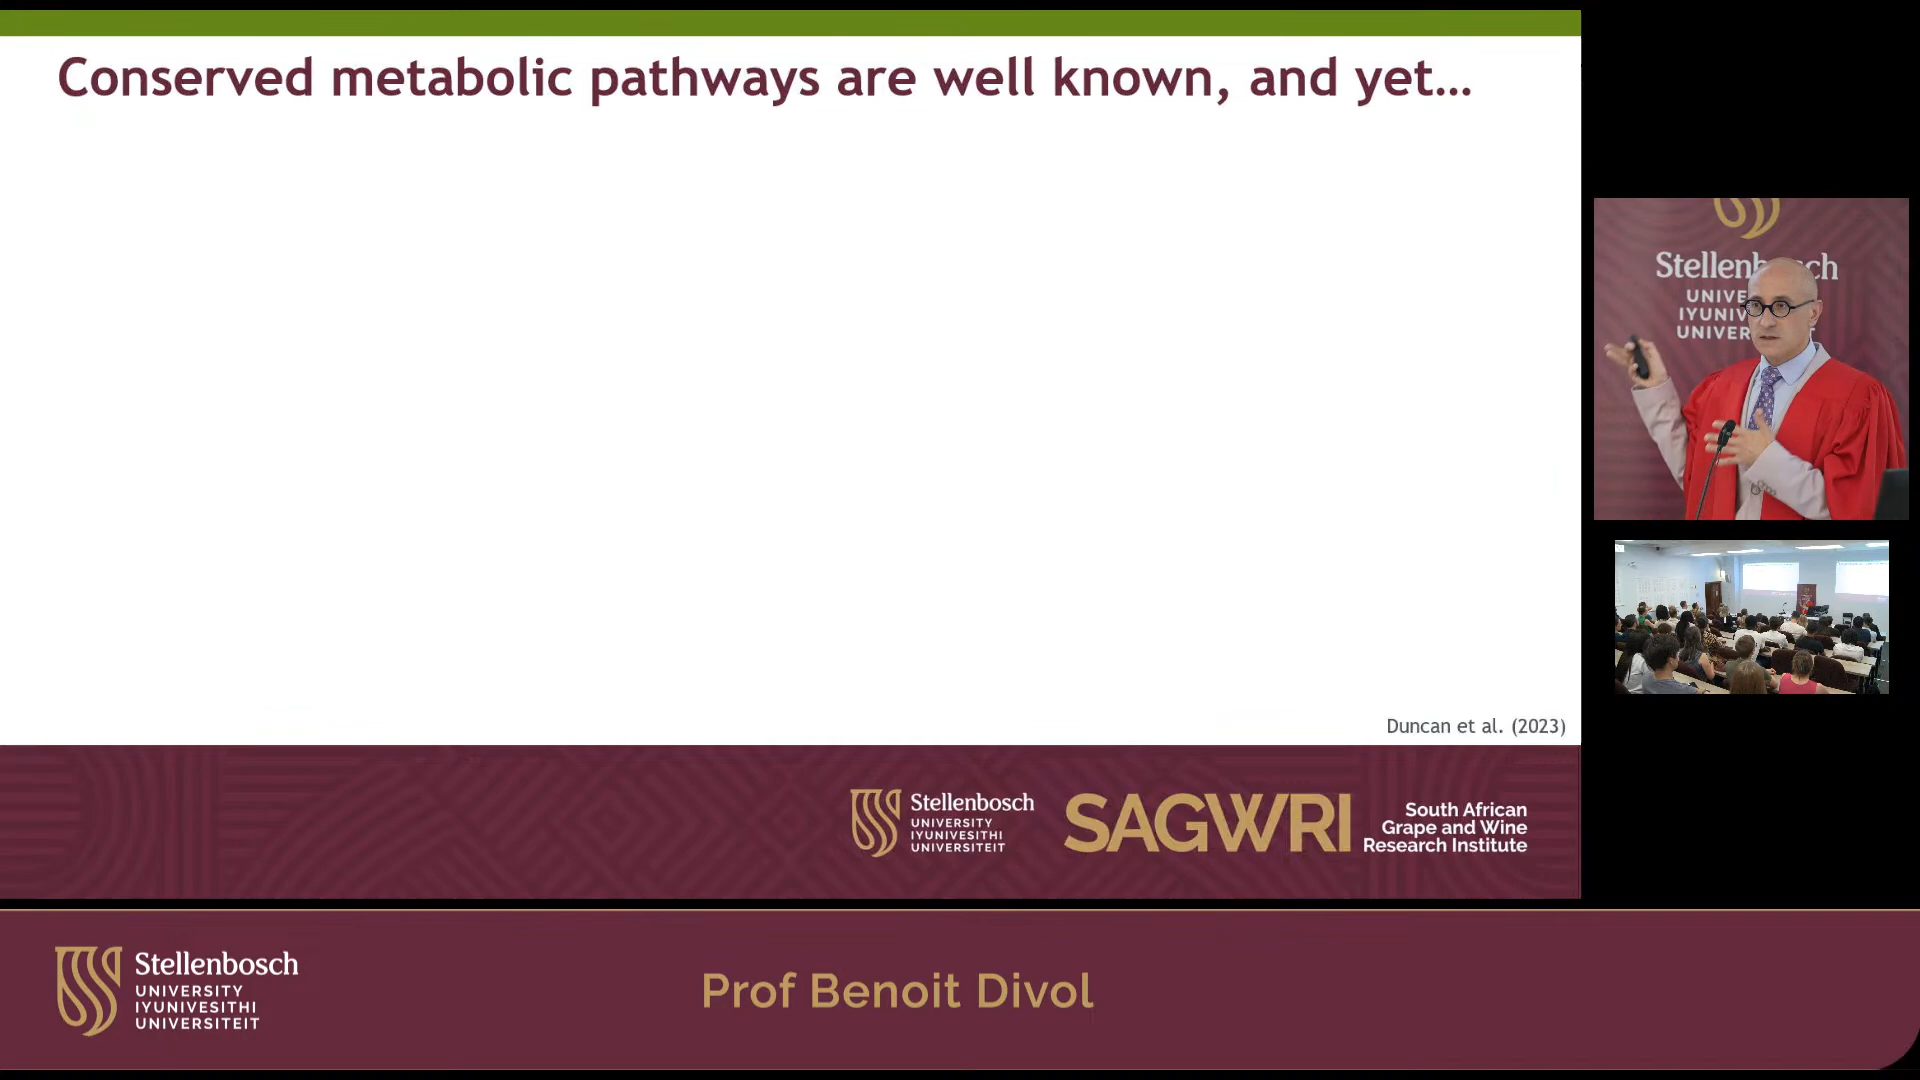 Conserved metabolic pathways are well known, and yet…
Duncan et al. (2023)
Stellenbosch
UNIVERSITY
IYUNIVESITHI
UNIVERSITEIT
SAGWRI
South African
Grape and Wine
Research Institute
Stellenbosch
UNIVERSITY
IYUNIVESITHI
UNIVERSITEIT
Prof Benoit Divol